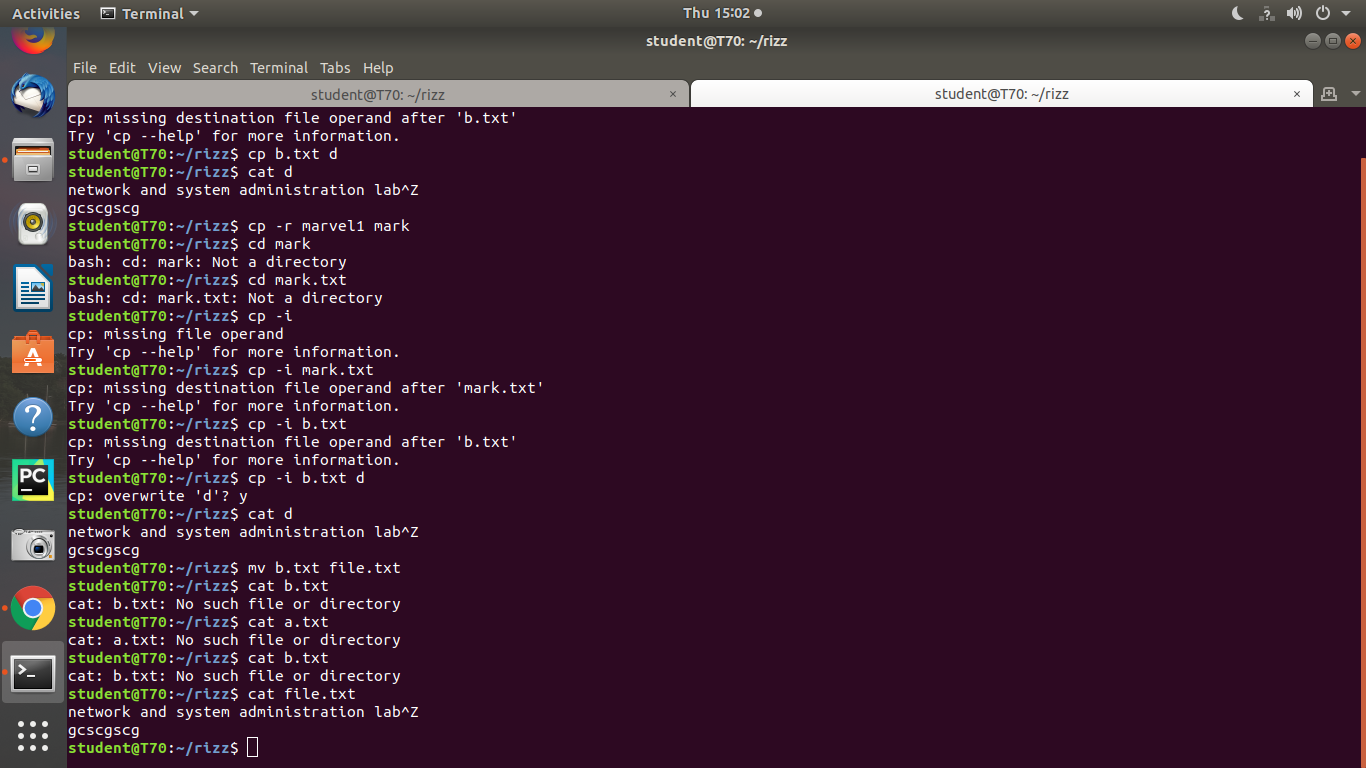 Activities Terminal Thu 15:02
student@T70: ~/rizz
File Edit View Search Terminal Tabs Help
student@T70: ~/rizz × student@T70: ~/rizz ×
cp: missing destination file operand after 'b.txt'
Try 'cp --help' for more information.
student@T70:~/rizz$ cp b.txt d
student@T70:~/rizz$ cat d
network and system administration lab^Z
gcscgscg
student@T70:~/rizz$ cp -r marvel1 mark
student@T70:~/rizz$ cd mark
bash: cd: mark: Not a directory
student@T70:~/rizz$ cd mark.txt
bash: cd: mark.txt: Not a directory
student@T70:~/rizz$ cp -i
cp: missing file operand
Try 'cp --help' for more information.
student@T70:~/rizz$ cp -i mark.txt
cp: missing destination file operand after 'mark.txt'
Try 'cp --help' for more information.
student@T70:~/rizz$ cp -i b.txt
cp: missing destination file operand after 'b.txt'
Try 'cp --help' for more information.
student@T70:~/rizz$ cp -i b.txt d
cp: overwrite 'd'? y
student@T70:~/rizz$ cat d
network and system administration lab^Z
gcscgscg
student@T70:~/rizz$ mv b.txt file.txt
student@T70:~/rizz$ cat b.txt
cat: b.txt: No such file or directory
student@T70:~/rizz$ cat a.txt
cat: a.txt: No such file or directory
student@T70:~/rizz$ cat b.txt
cat: b.txt: No such file or directory
student@T70:~/rizz$ cat file.txt
network and system administration lab^Z
gcscgscg
student@T70:~/rizz$
PC